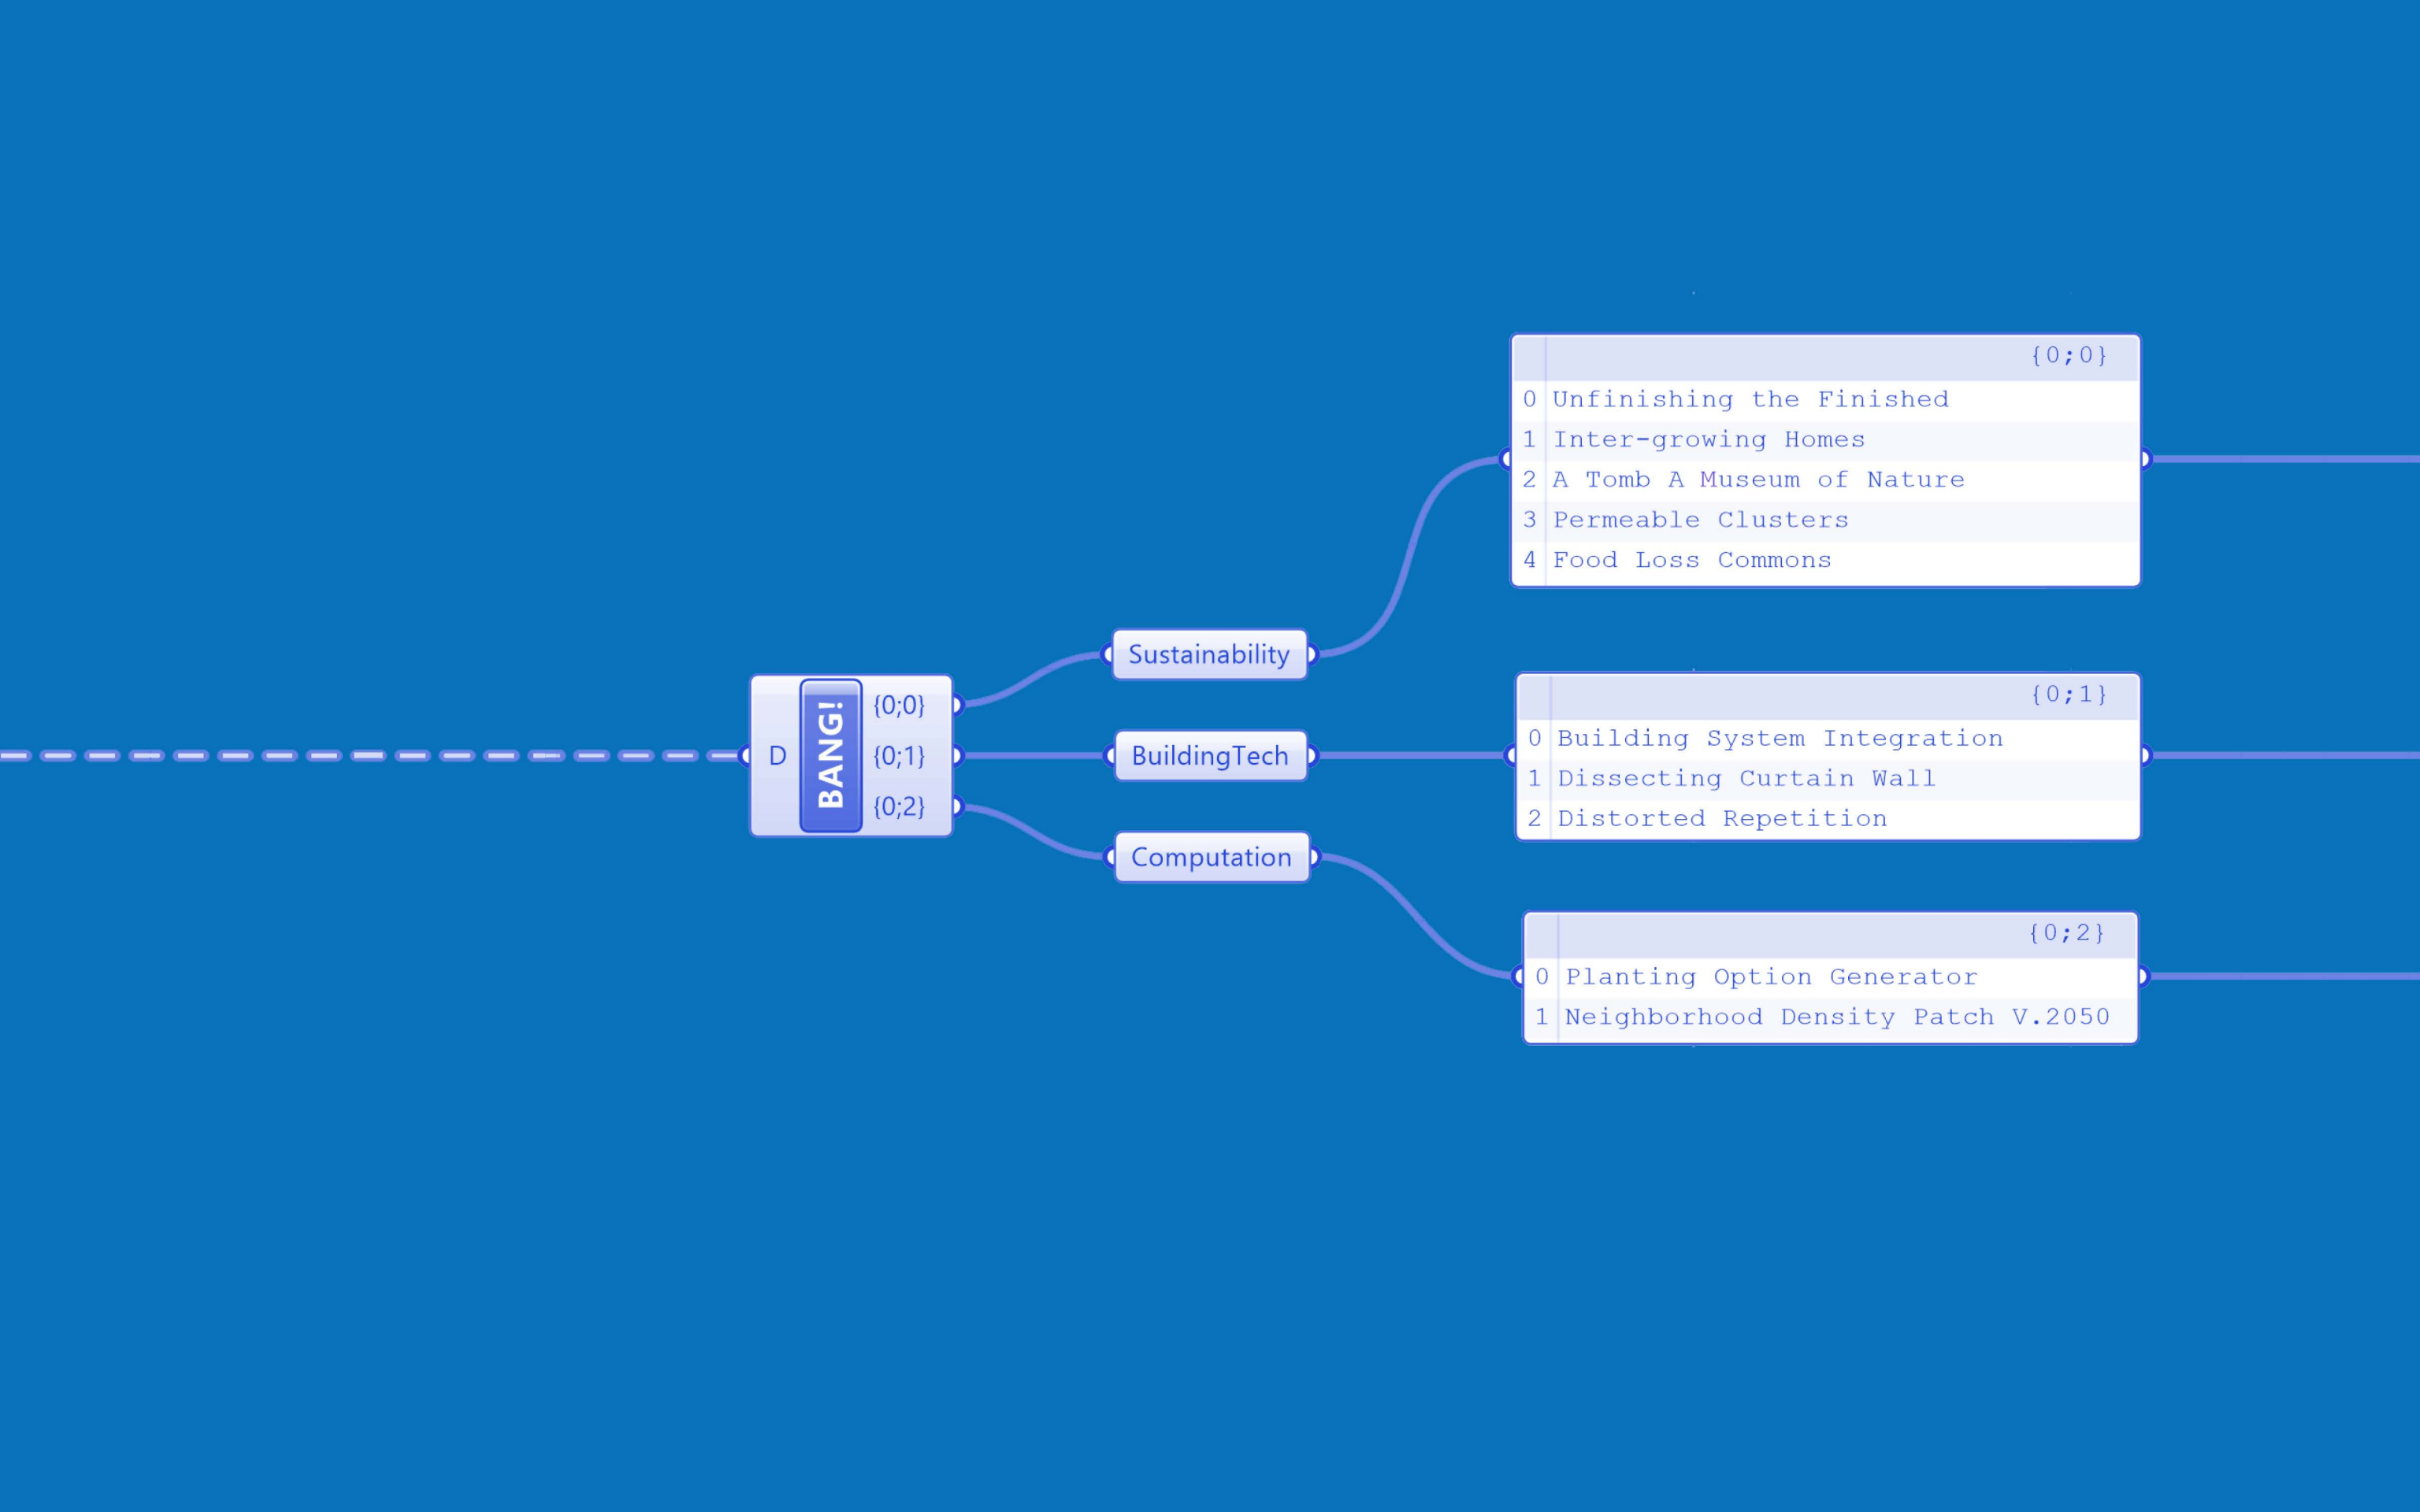 D
BANG!
{0;0}
{0;1}
{0;2}
Sustainability
BuildingTech
Computation
{0;0}
0 Unfinishing the Finished
1 Inter-growing Homes
2 A Tomb A Museum of Nature
3 Permeable Clusters
4 Food Loss Commons
{0;1}
0 Building System Integration
1 Dissecting Curtain Wall
2 Distorted Repetition
{0;2}
0 Planting Option Generator
1 Neighborhood Density Patch V.2050